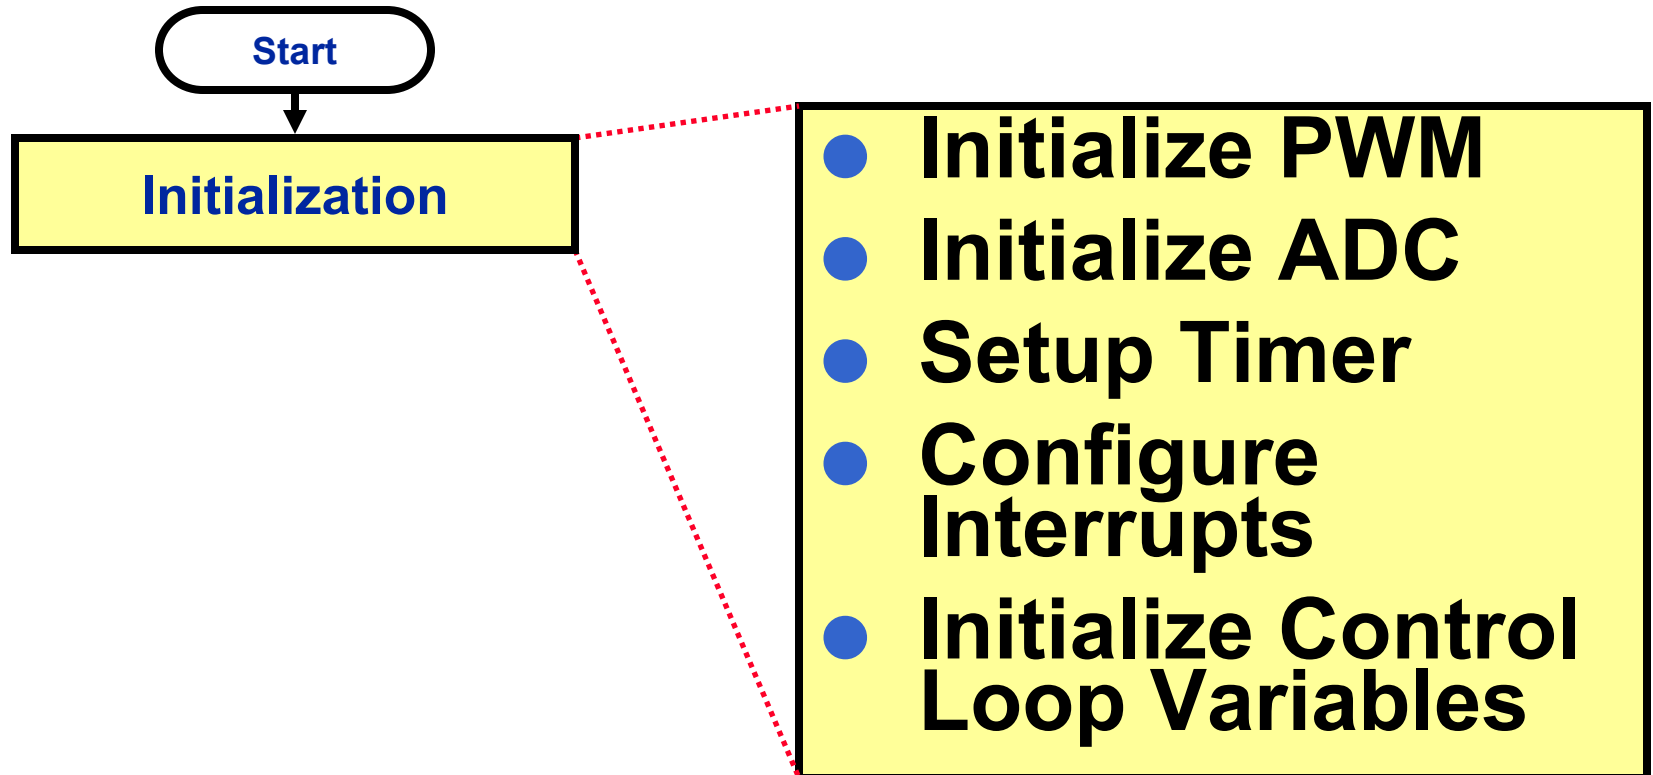 Start
Initialization
Initialize PWM
Initialize ADC
Setup Timer
Configure
Interrupts
Initialize Control
Loop Variables